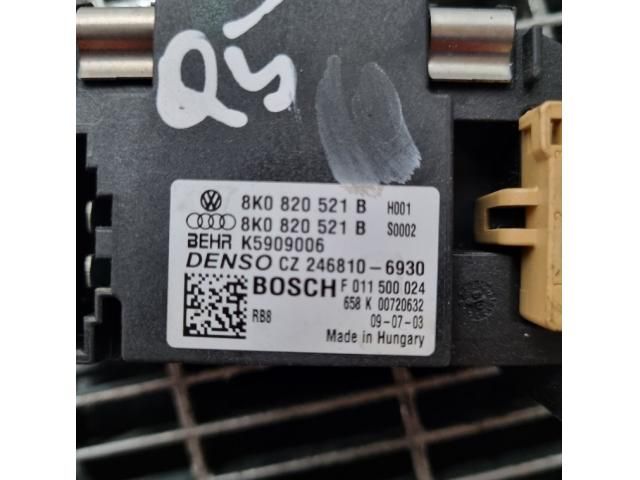 Q5
8K0 820 521 B H001
8K0 820 521 B S0002
BEHR K5909006
DENSO CZ 246810-6930
BOSCH F 011 500 024
658 K 00720632
RB8 09-07-03
Made in Hungary